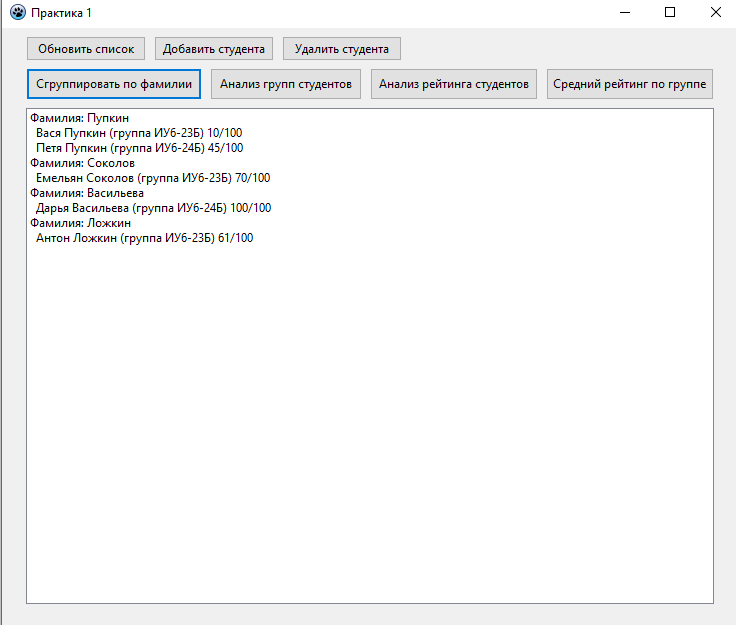 Практика 1
Обновить список Добавить студента Удалить студента
Сгруппировать по фамилии Анализ групп студентов Анализ рейтинга студентов Средний рейтинг по группе
Фамилия: Пупкин
Вася Пупкин (группа ИУ6-23Б) 10/100
Петя Пупкин (группа ИУ6-24Б) 45/100
Фамилия: Соколов
Емельян Соколов (группа ИУ6-23Б) 70/100
Фамилия: Васильева
Дарья Васильева (группа ИУ6-24Б) 100/100
Фамилия: Ложкин
Антон Ложкин (группа ИУ6-23Б) 61/100